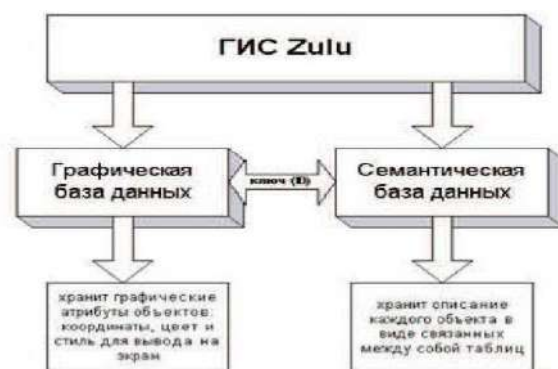 ГИС Zulu
Графическая
база данных
ключ (ID)
Семантическая
база данных
хранит графические
атрибуты объектов:
координаты, цвет и
стиль для вывода на
экран
хранит описание
каждого объекта в
виде связанных
между собой таблиц